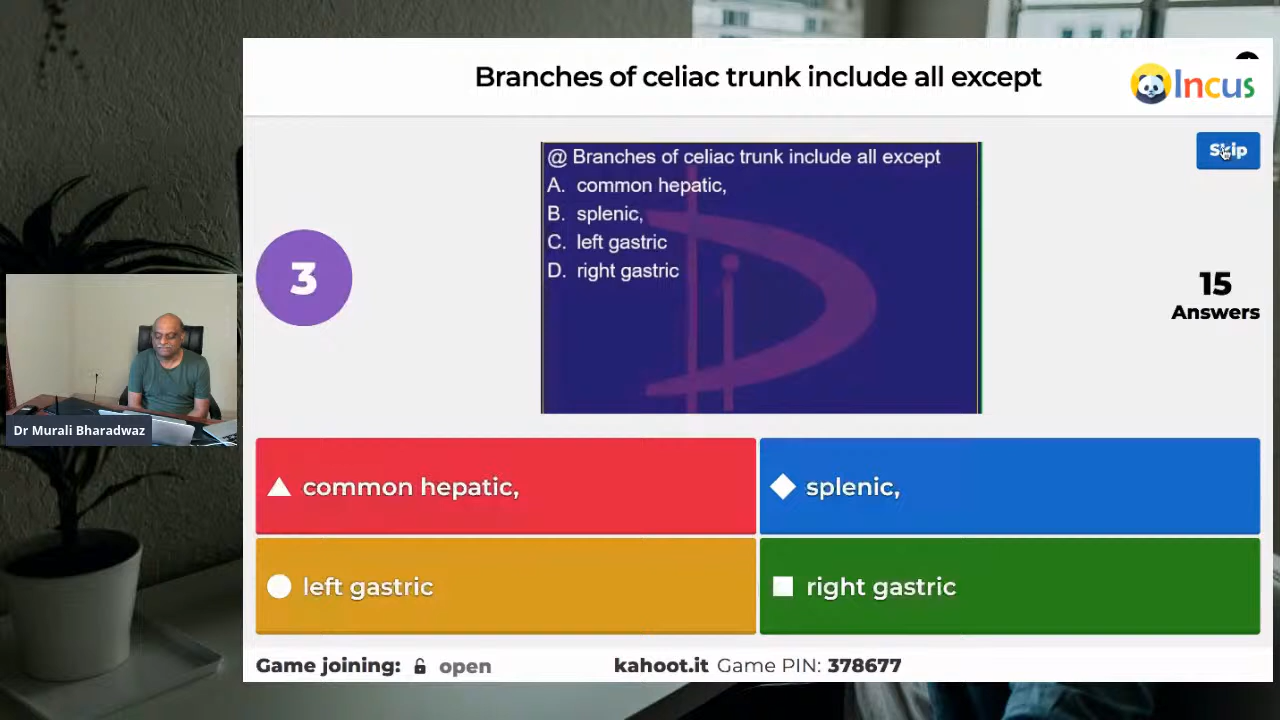 Branches of celiac trunk include all except
Incus
Skip
@ Branches of celiac trunk include all except
A. common hepatic,
B. splenic,
C. left gastric
D. right gastric
3
15
Answers
Dr Murali Bharadwaz
common hepatic,
splenic,
left gastric
right gastric
Game joining: open
kahoot.it Game PIN: 378677